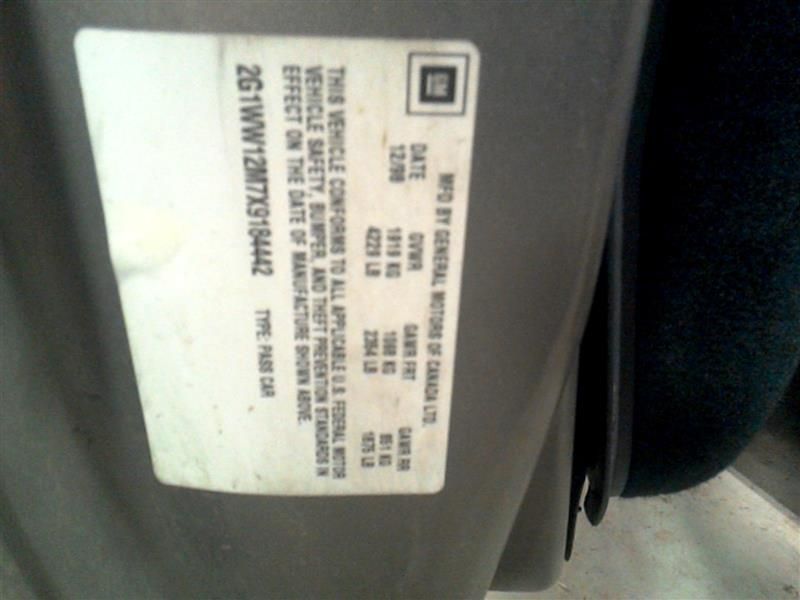 GM
MFD BY GENERAL MOTORS OF CANADA LTD.
DATE GVWR GAWR FRT GAWR RR
12/98 1919 KG 1068 KG 851 KG
4229 LB 2354 LB 1875 LB
THIS VEHICLE CONFORMS TO ALL APPLICABLE U.S. FEDERAL MOTOR
VEHICLE SAFETY, BUMPER, AND THEFT PREVENTION STANDARDS IN
EFFECT ON THE DATE OF MANUFACTURE SHOWN ABOVE.
2G1WW12M7X9184442 TYPE: PASS CAR